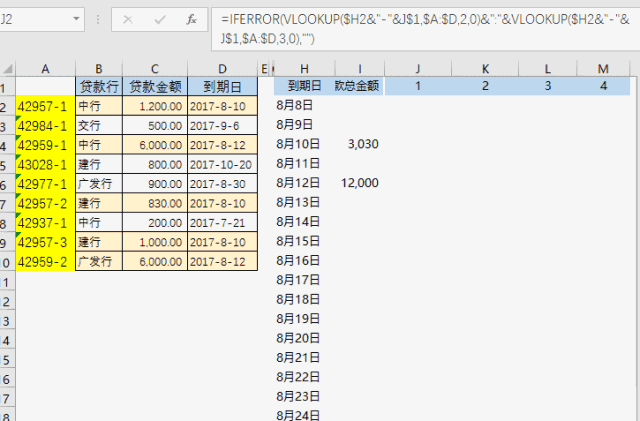 J2
fx
=IFERROR(VLOOKUP($H2&"-"&J$1,$A:$D,2,0)&":"&VLOOKUP($H2&"-"&
J$1,$A:$D,3,0),"")
A B C D E H I J K L M
1 贷款行 贷款金额 到期日 到期日 款总金额 1 2 3 4
2 42957-1 中行 1,200.00 2017-8-10 8月8日
3 42984-1 交行 500.00 2017-9-6 8月9日
4 42959-1 中行 6,000.00 2017-8-12 8月10日 3,030
5 43028-1 建行 800.00 2017-10-20 8月11日
6 42977-1 广发行 900.00 2017-8-30 8月12日 12,000
7 42957-2 建行 830.00 2017-8-10 8月13日
8 42937-1 中行 200.00 2017-7-21 8月14日
9 42957-3 建行 1,000.00 2017-8-10 8月15日
10 42959-2 广发行 6,000.00 2017-8-12 8月16日
11 8月17日
12 8月18日
13 8月19日
14 8月20日
15 8月21日
16 8月22日
17 8月23日
18 8月24日